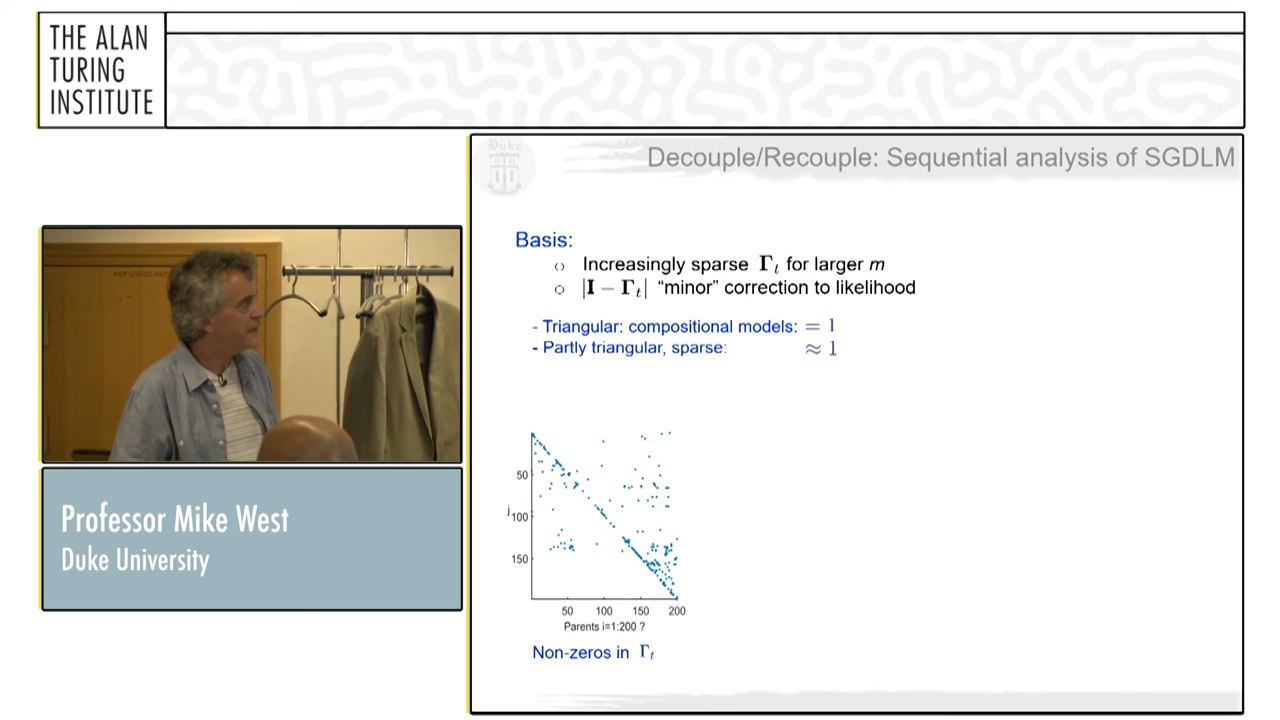 THE ALAN
TURING
INSTITUTE
Duke
Decouple/Recouple: Sequential analysis of SGDLM
Basis:
Increasingly sparse Γt for larger m
|I − Γt| “minor” correction to likelihood
- Triangular: compositional models: = 1
- Partly triangular, sparse: ≈ 1
50
j
100
150
50 100 150 200
Parents i=1:200 ?
Non-zeros in Γt
Professor Mike West
Duke University